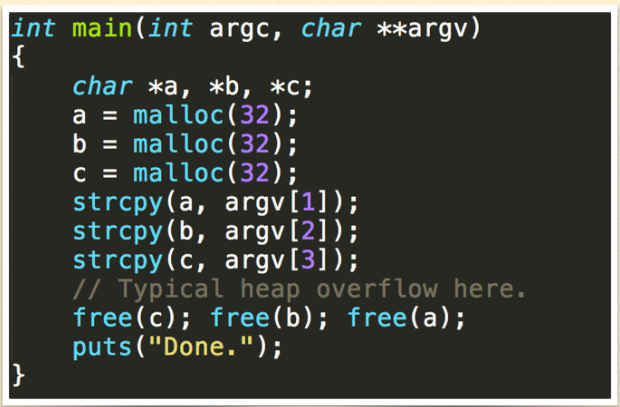 int main(int argc, char **argv)
{
    char *a, *b, *c;
    a = malloc(32);
    b = malloc(32);
    c = malloc(32);
    strcpy(a, argv[1]);
    strcpy(b, argv[2]);
    strcpy(c, argv[3]);
    // Typical heap overflow here.
    free(c); free(b); free(a);
    puts("Done.");
}